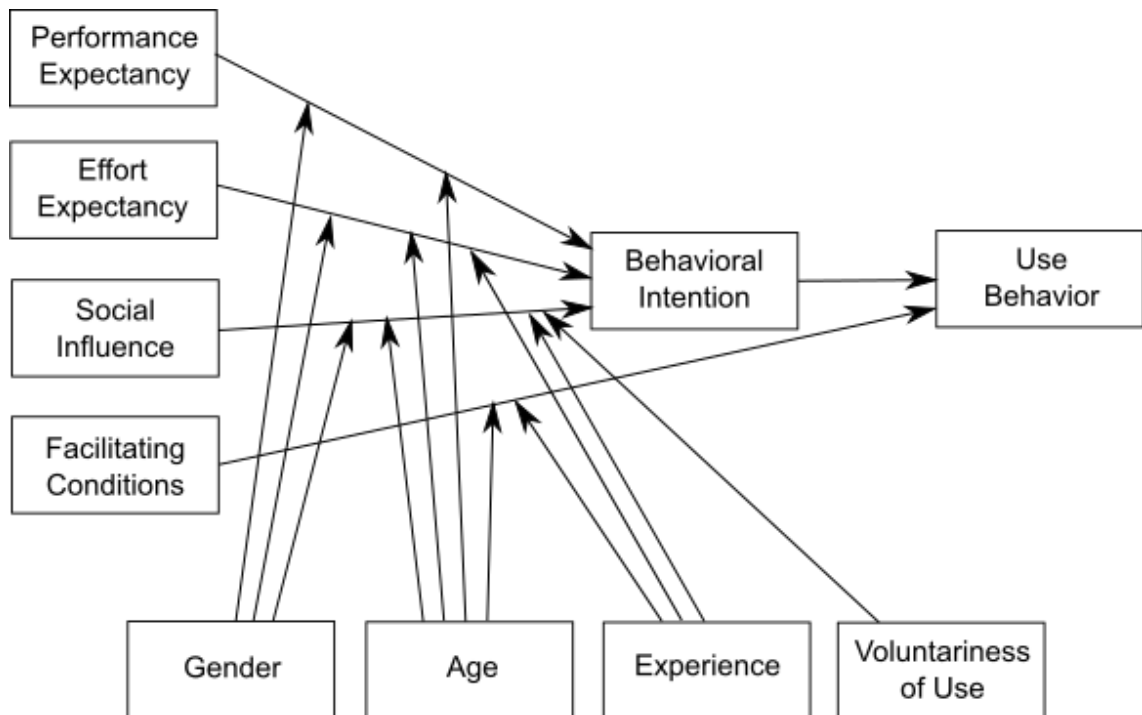 Performance
Expectancy
Effort
Expectancy
Social
Influence
Facilitating
Conditions
Behavioral
Intention
Use
Behavior
Gender
Age
Experience
Voluntariness
of Use